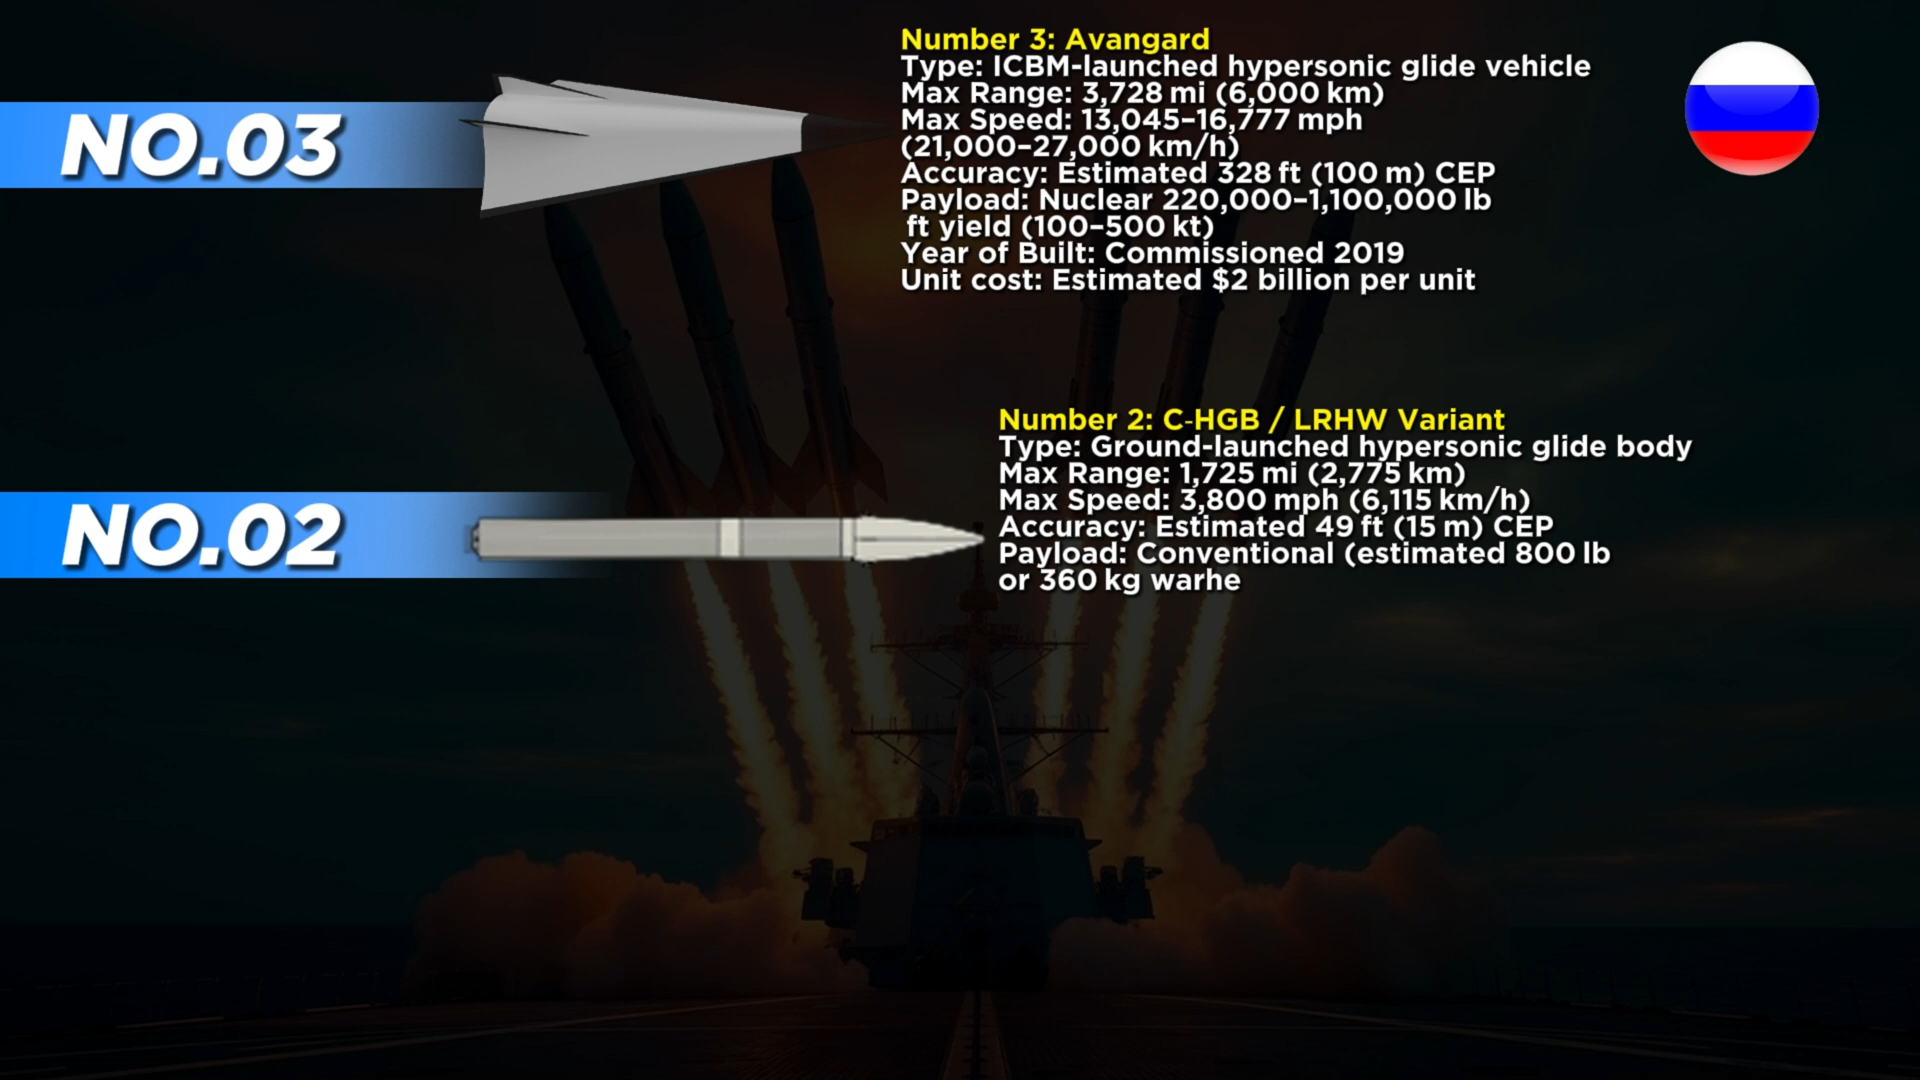 NO.03
Number 3: Avangard
Type: ICBM-launched hypersonic glide vehicle
Max Range: 3,728 mi (6,000 km)
Max Speed: 13,045–16,777 mph
(21,000–27,000 km/h)
Accuracy: Estimated 328 ft (100 m) CEP
Payload: Nuclear 220,000–1,100,000 lb
ft yield (100–500 kt)
Year of Built: Commissioned 2019
Unit cost: Estimated $2 billion per unit
NO.02
Number 2: C-HGB / LRHW Variant
Type: Ground-launched hypersonic glide body
Max Range: 1,725 mi (2,775 km)
Max Speed: 3,800 mph (6,115 km/h)
Accuracy: Estimated 49 ft (15 m) CEP
Payload: Conventional (estimated 800 lb
or 360 kg warhe